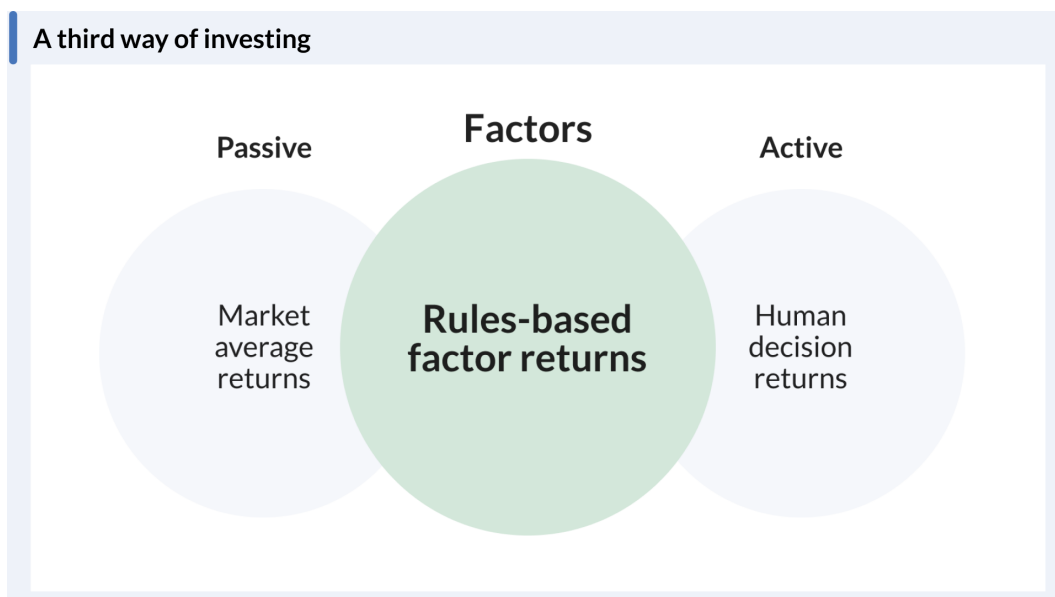 A third way of investing
Passive
Factors
Active
Market
average
returns
Rules-based
factor returns
Human
decision
returns